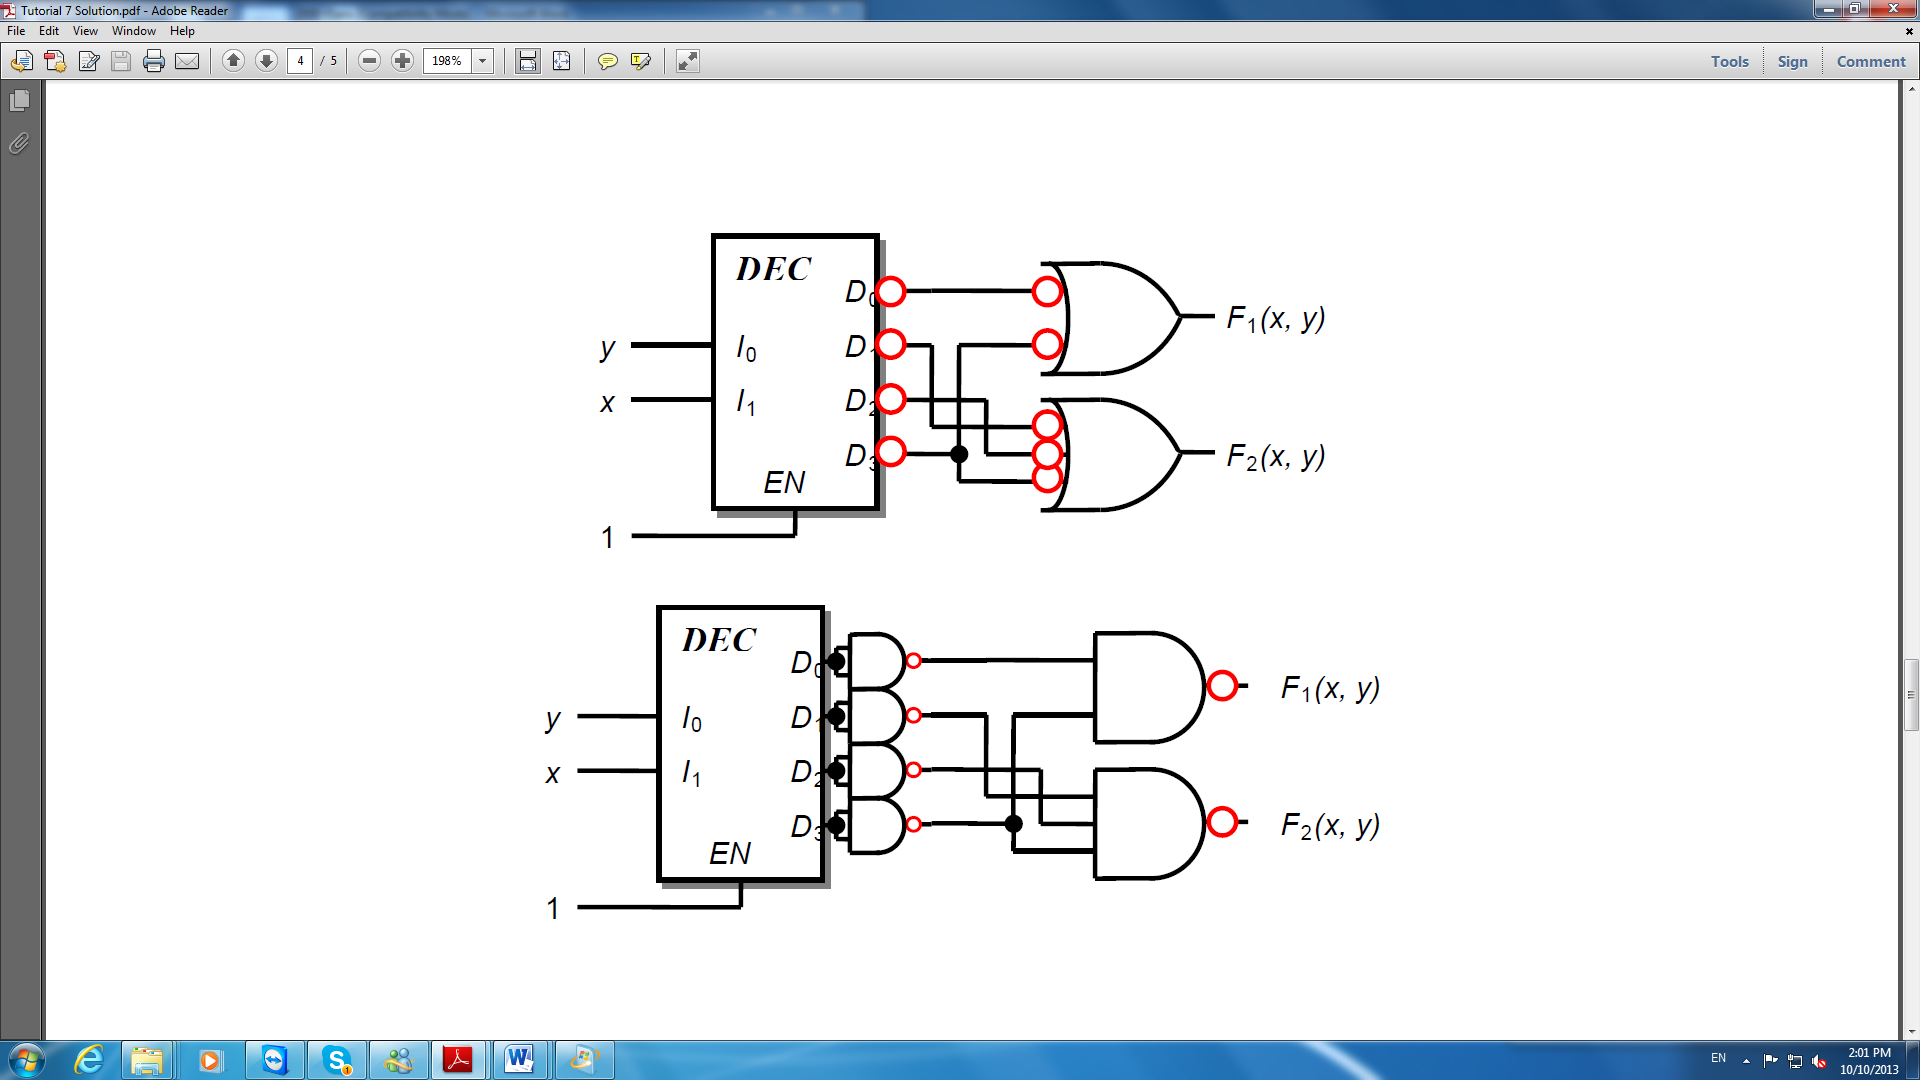 Tutorial 7 Solution.pdf - Adobe Reader
File Edit View Window Help
4 / 5 198% Tools Sign Comment
DEC
D0
D1
D2
D3
y I0
x I1
EN
1
F1(x, y)
F2(x, y)
DEC
D0
D1
D2
D3
y I0
x I1
EN
1
F1(x, y)
F2(x, y)
EN 2:01 PM
10/10/2013